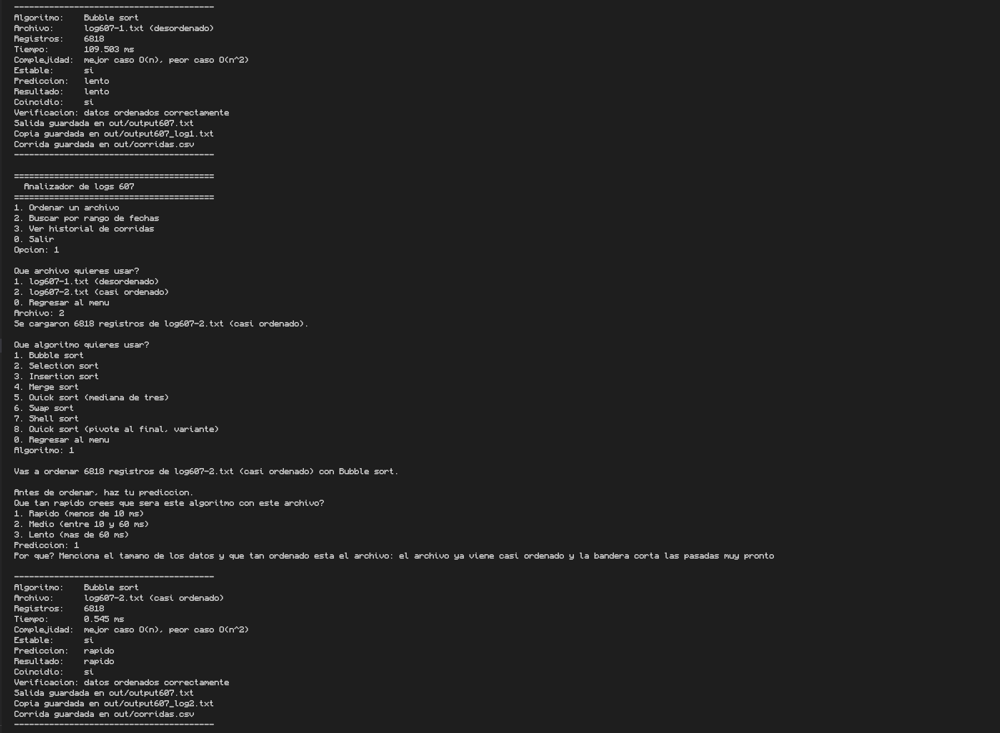 ----------------------------------------
Algoritmo:    Bubble sort
Archivo:      log607-1.txt (desordenado)
Registros:    6818
Tiempo:       109.503 ms
Complejidad:  mejor caso O(n), peor caso O(n^2)
Estable:      si
Prediccion:   lento
Resultado:    lento
Coincidio:    si
Verificacion: datos ordenados correctamente
Salida guardada en out/output607.txt
Copia guardada en out/output607_log1.txt
Corrida guardada en out/corridas.csv
----------------------------------------
========================================
  Analizador de logs 607
========================================
1. Ordenar un archivo
2. Buscar por rango de fechas
3. Ver historial de corridas
0. Salir
Opcion: 1
Que archivo quieres usar?
1. log607-1.txt (desordenado)
2. log607-2.txt (casi ordenado)
0. Regresar al menu
Archivo: 2
Se cargaron 6818 registros de log607-2.txt (casi ordenado).
Que algoritmo quieres usar?
1. Bubble sort
2. Selection sort
3. Insertion sort
4. Merge sort
5. Quick sort (mediana de tres)
6. Swap sort
7. Shell sort
8. Quick sort (pivote al final, variante)
0. Regresar al menu
Algoritmo: 1
Vas a ordenar 6818 registros de log607-2.txt (casi ordenado) con Bubble sort.
Antes de ordenar, haz tu prediccion.
Que tan rapido crees que sera este algoritmo con este archivo?
1. Rapido (menos de 10 ms)
2. Medio (entre 10 y 60 ms)
3. Lento (mas de 60 ms)
Prediccion: 1
Por que? Menciona el tamano de los datos y que tan ordenado esta el archivo: el archivo ya viene casi ordenado y la bandera corta las pasadas muy pronto
----------------------------------------
Algoritmo:    Bubble sort
Archivo:      log607-2.txt (casi ordenado)
Registros:    6818
Tiempo:       0.545 ms
Complejidad:  mejor caso O(n), peor caso O(n^2)
Estable:      si
Prediccion:   rapido
Resultado:    rapido
Coincidio:    si
Verificacion: datos ordenados correctamente
Salida guardada en out/output607.txt
Copia guardada en out/output607_log2.txt
Corrida guardada en out/corridas.csv
----------------------------------------